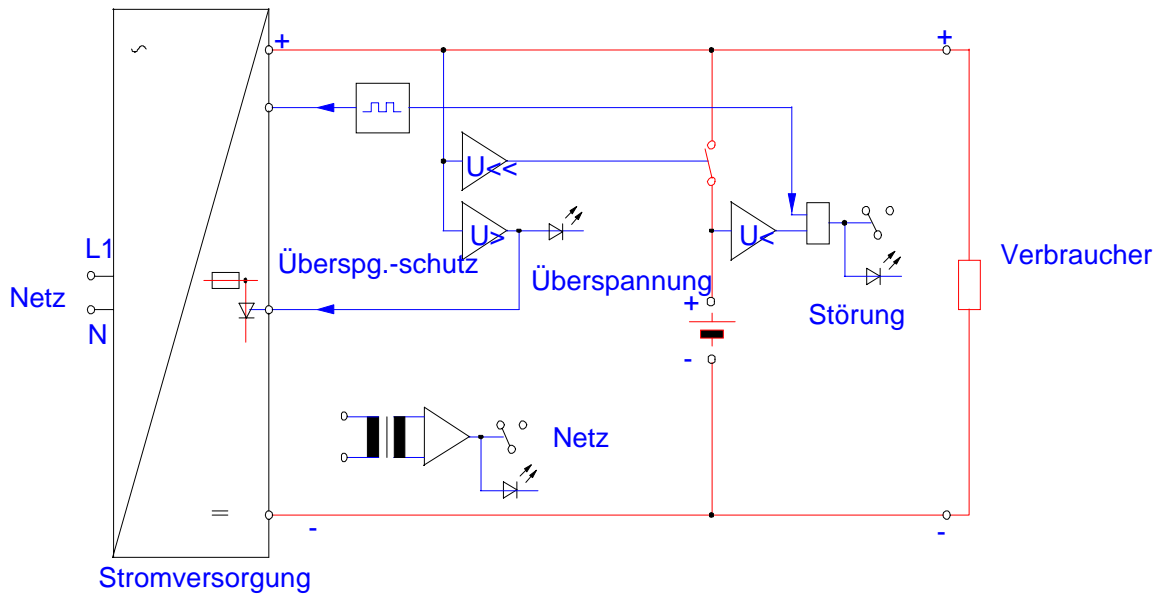 +
+
U<<
U>
U<
L1
Überspg.-schutz
Überspannung
Verbraucher
Netz
+
Störung
N
-
Netz
-
-
Stromversorgung